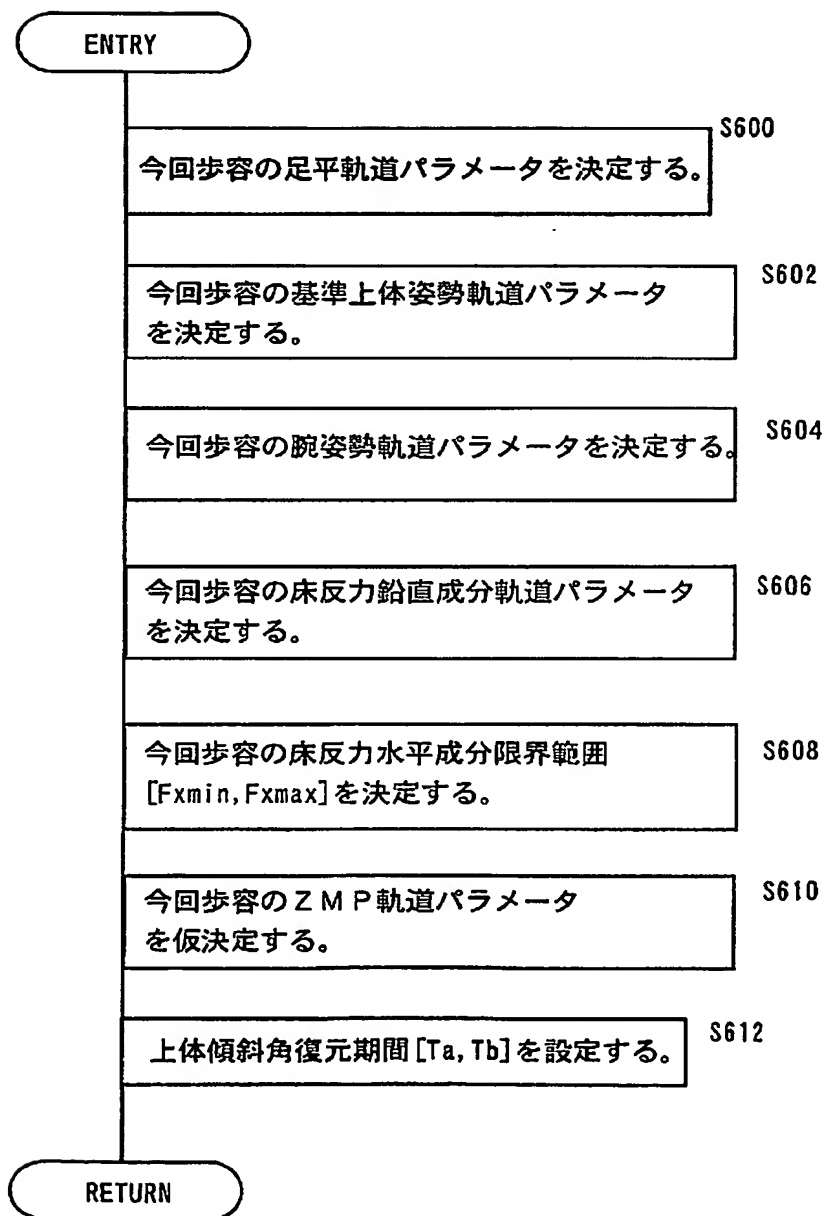 ENTRY
S600
今回歩容の足平軌道パラメータを決定する。
S602
今回歩容の基準上体姿勢軌道パラメータ
を決定する。
S604
今回歩容の腕姿勢軌道パラメータを決定する。
S606
今回歩容の床反力鉛直成分軌道パラメータ
を決定する。
S608
今回歩容の床反力水平成分限界範囲
[Fxmin,Fxmax]を決定する。
S610
今回歩容のZMP軌道パラメータ
を仮決定する。
S612
上体傾斜角復元期間[Ta,Tb]を設定する。
RETURN